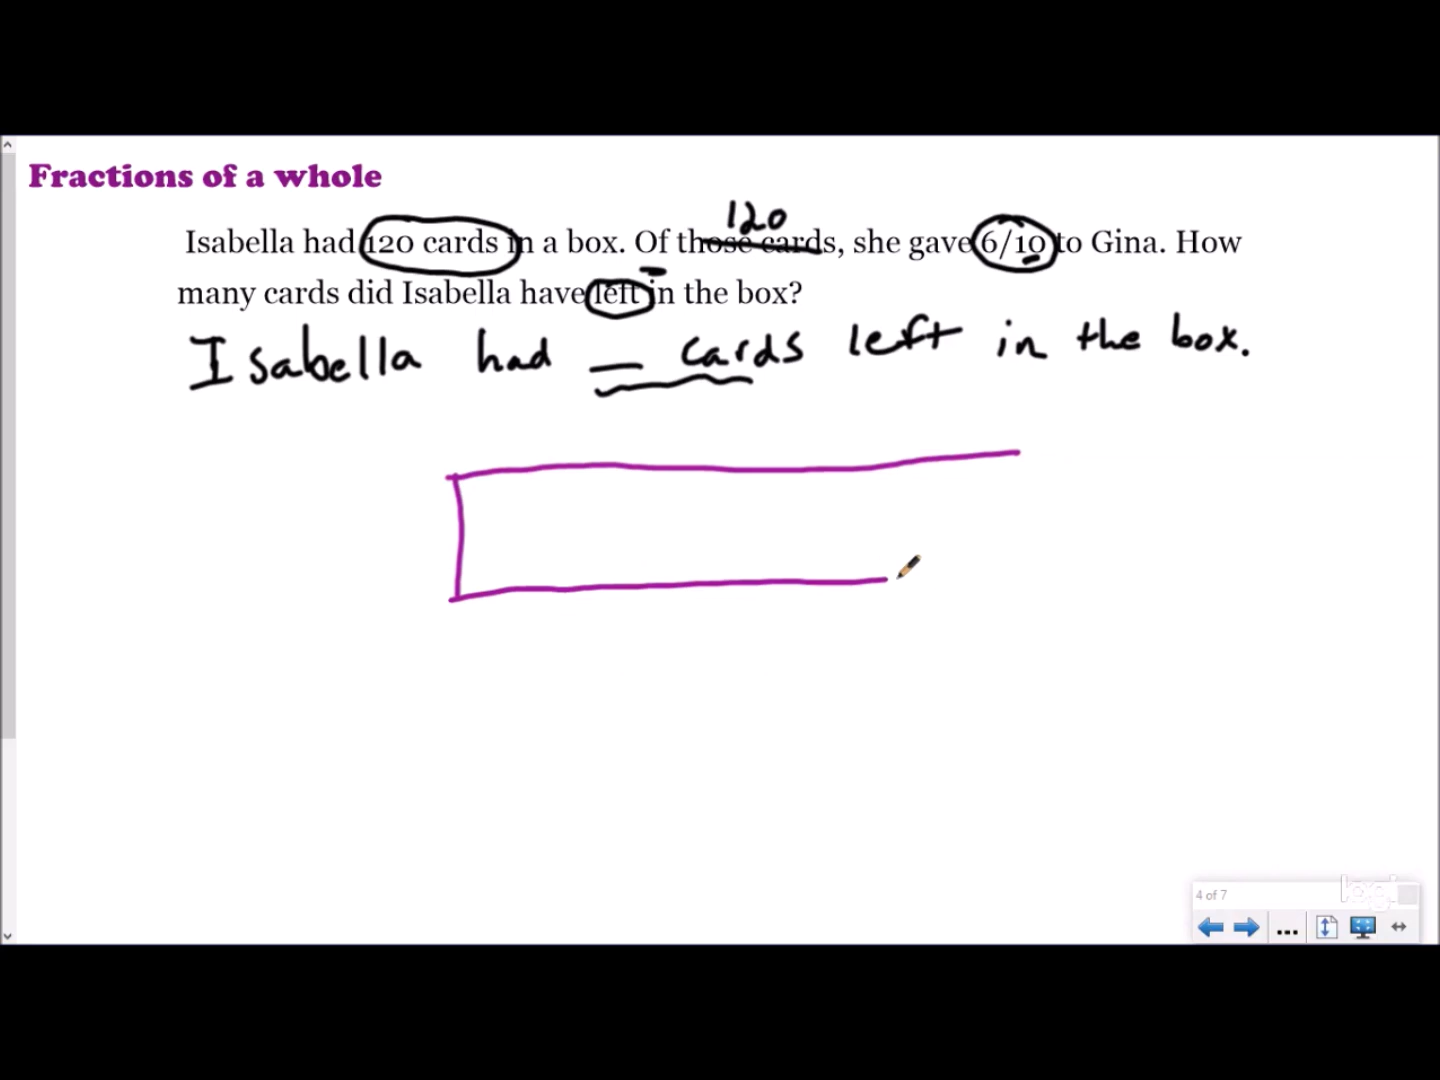 Fractions of a whole
120
Isabella had 120 cards in a box. Of those cards, she gave 6/10 to Gina. How
many cards did Isabella have left in the box?
Isabella had _ cards left in the box.
4 of 7
...